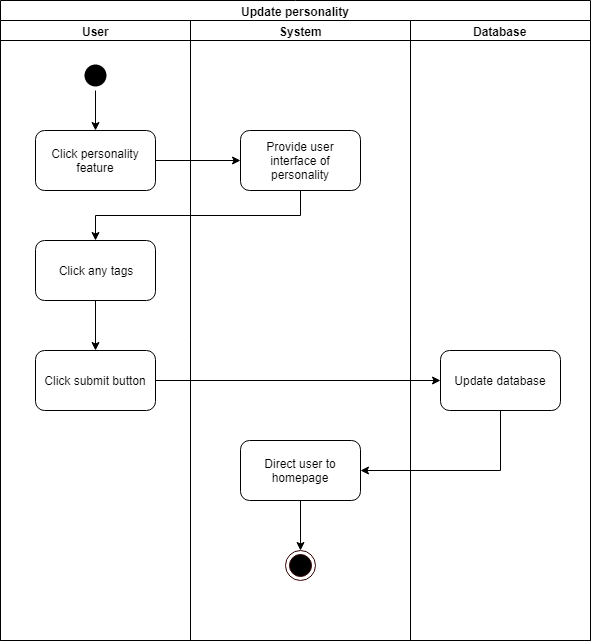 Update personality
User
System
Database
Click personality
feature
Provide user
interface of
personality
Click any tags
Click submit button
Update database
Direct user to
homepage